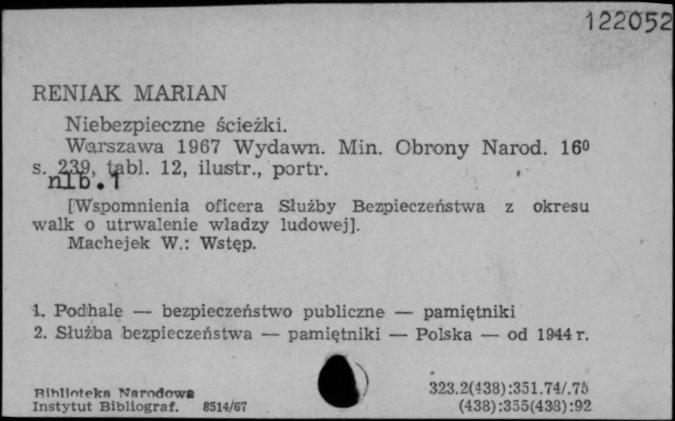 122052
RENIAK MARIAN
Niebezpieczne ścieżki.
Warszawa 1967 Wydawn. Min. Obrony Narod. 16⁰
s. 239, tabl. 12, ilustr., portr.
nlb. 1
[Wspomnienia oficera Służby Bezpieczeństwa z okresu
walk o utrwalenie władzy ludowej].
Machejek W.: Wstęp.
1. Podhale — bezpieczeństwo publiczne — pamiętniki
2. Służba bezpieczeństwa — pamiętniki — Polska — od 1944 r.
Biblioteka Narodowa
Instytut Bibliograf. 8514/67
323.2(438):351.74/.75
(438):355(438):92